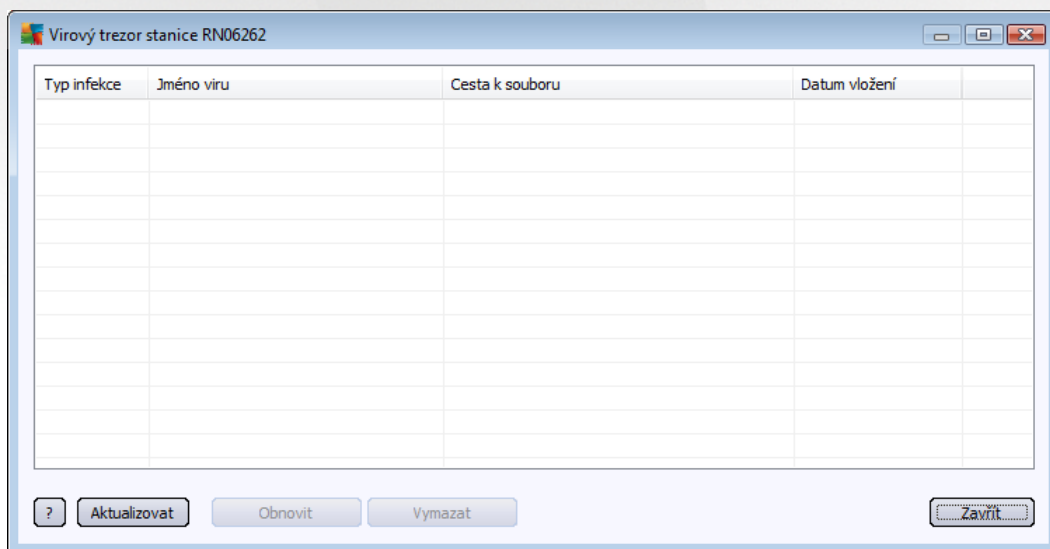 Virový trezor stanice RN06262
Typ infekce Jméno viru Cesta k souboru Datum vložení
? Aktualizovat Obnovit Vymazat Zavřít